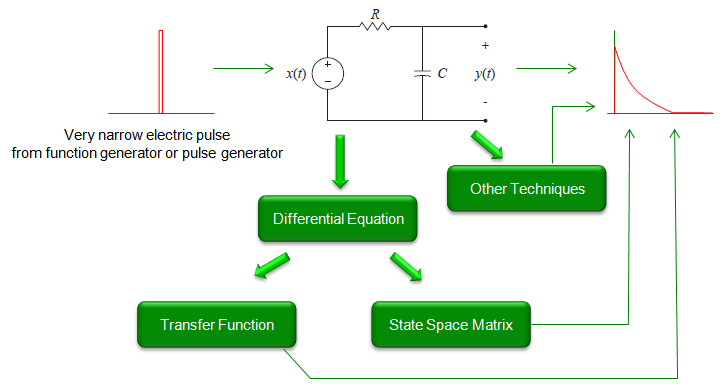 R
x(t)
+
−
C
+
y(t)
-
Very narrow electric pulse
from function generator or pulse generator
Other Techniques
Differential Equation
Transfer Function
State Space Matrix